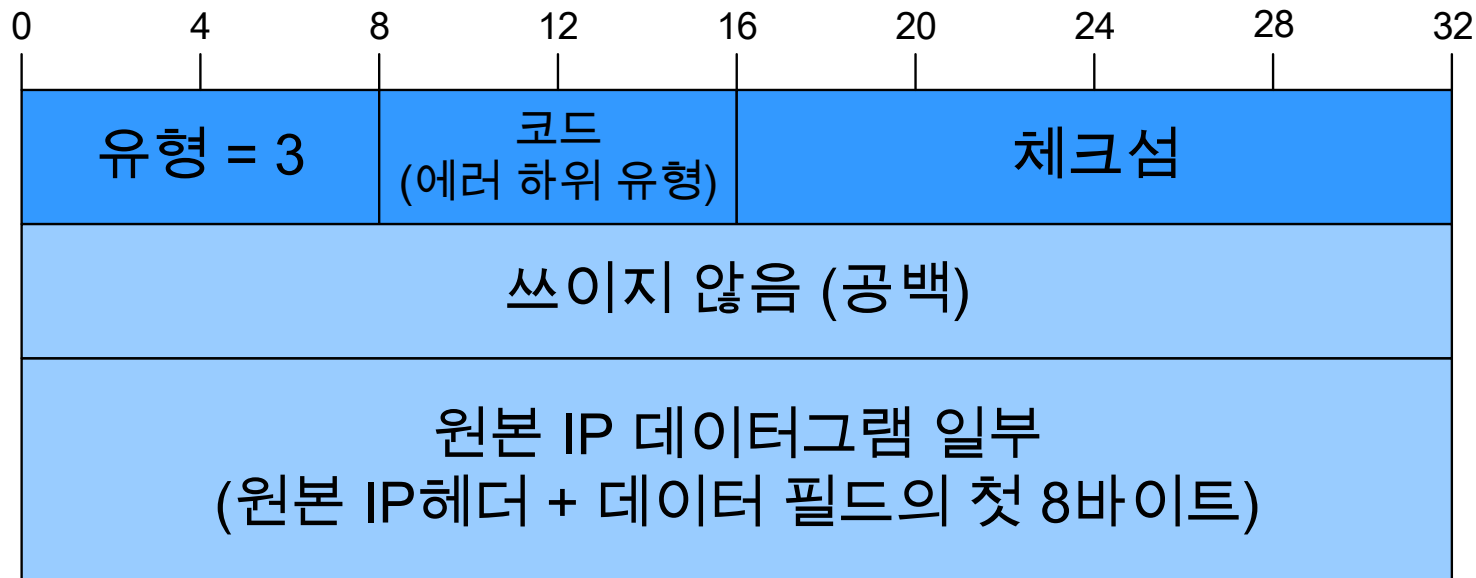 0 4 8 12 16 20 24 28 32
유형 = 3
코드
(에러 하위 유형)
체크섬
쓰이지 않음 (공백)
원본 IP 데이터그램 일부
(원본 IP헤더 + 데이터 필드의 첫 8바이트)